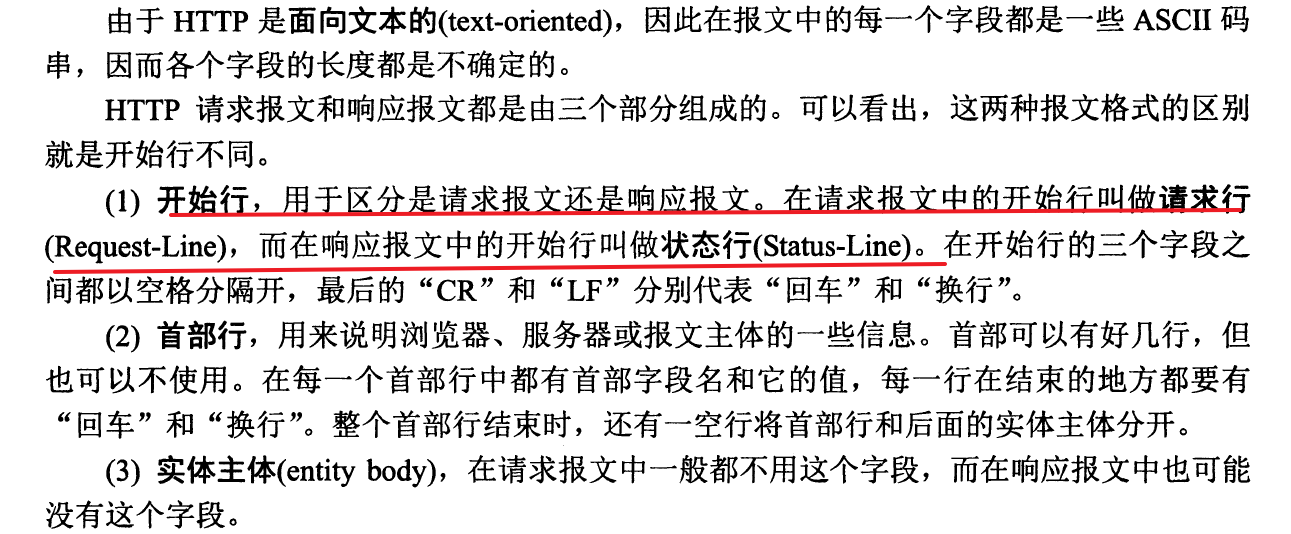 由于 HTTP 是面向文本的(text-oriented)，因此在报文中的每一个字段都是一些 ASCII 码
串，因而各个字段的长度都是不确定的。
HTTP 请求报文和响应报文都是由三个部分组成的。可以看出，这两种报文格式的区别
就是开始行不同。
(1) 开始行，用于区分是请求报文还是响应报文。在请求报文中的开始行叫做请求行
(Request-Line)，而在响应报文中的开始行叫做状态行(Status-Line)。在开始行的三个字段之
间都以空格分隔开，最后的“CR”和“LF”分别代表“回车”和“换行”。
(2) 首部行，用来说明浏览器、服务器或报文主体的一些信息。首部可以有好几行，但
也可以不使用。在每一个首部行中都有首部字段名和它的值，每一行在结束的地方都要有
“回车”和“换行”。整个首部行结束时，还有一空行将首部行和后面的实体主体分开。
(3) 实体主体(entity body)，在请求报文中一般都不用这个字段，而在响应报文中也可能
没有这个字段。